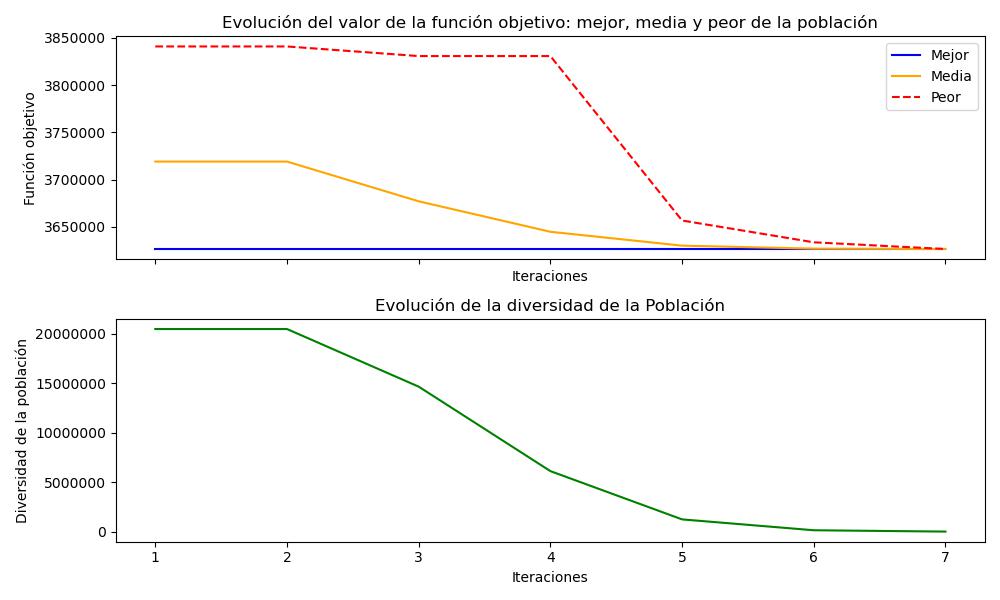 Evolución del valor de la función objetivo: mejor, media y peor de la población
3850000
3800000
3750000
3700000
3650000
Función objetivo
Mejor
Media
Peor
Iteraciones
Evolución de la diversidad de la Población
20000000
15000000
10000000
5000000
0
Diversidad de la población
1 2 3 4 5 6 7
Iteraciones